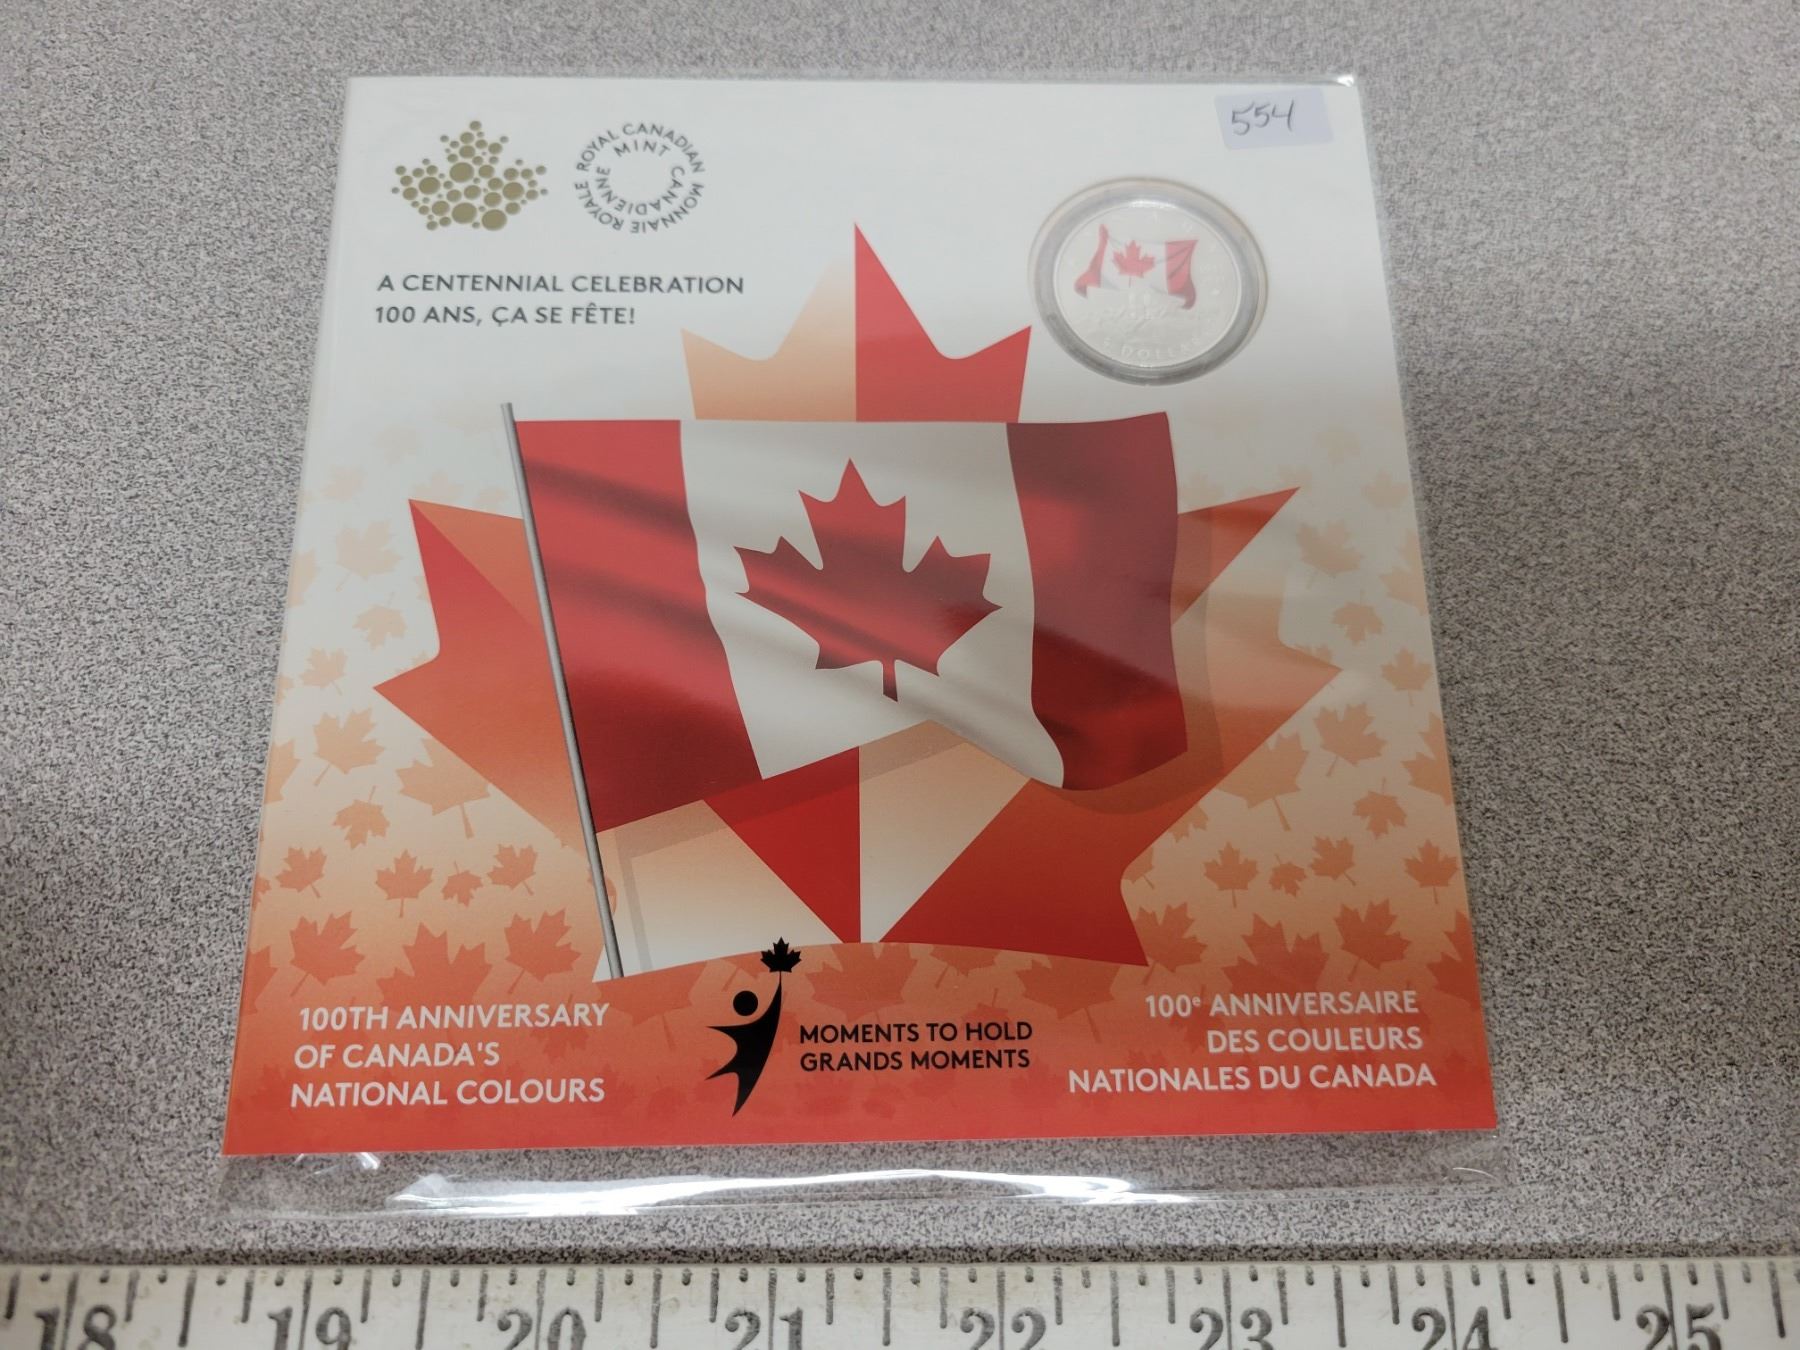 554
ROYAL CANADIAN MINT
MONNAIE ROYALE CANADIENNE
A CENTENNIAL CELEBRATION
100 ANS, ÇA SE FÊTE!
5 DOLLARS
100TH ANNIVERSARY
OF CANADA'S
NATIONAL COLOURS
MOMENTS TO HOLD
GRANDS MOMENTS
100e ANNIVERSAIRE
DES COULEURS
NATIONALES DU CANADA
18 19 20 21 22 23 24 25